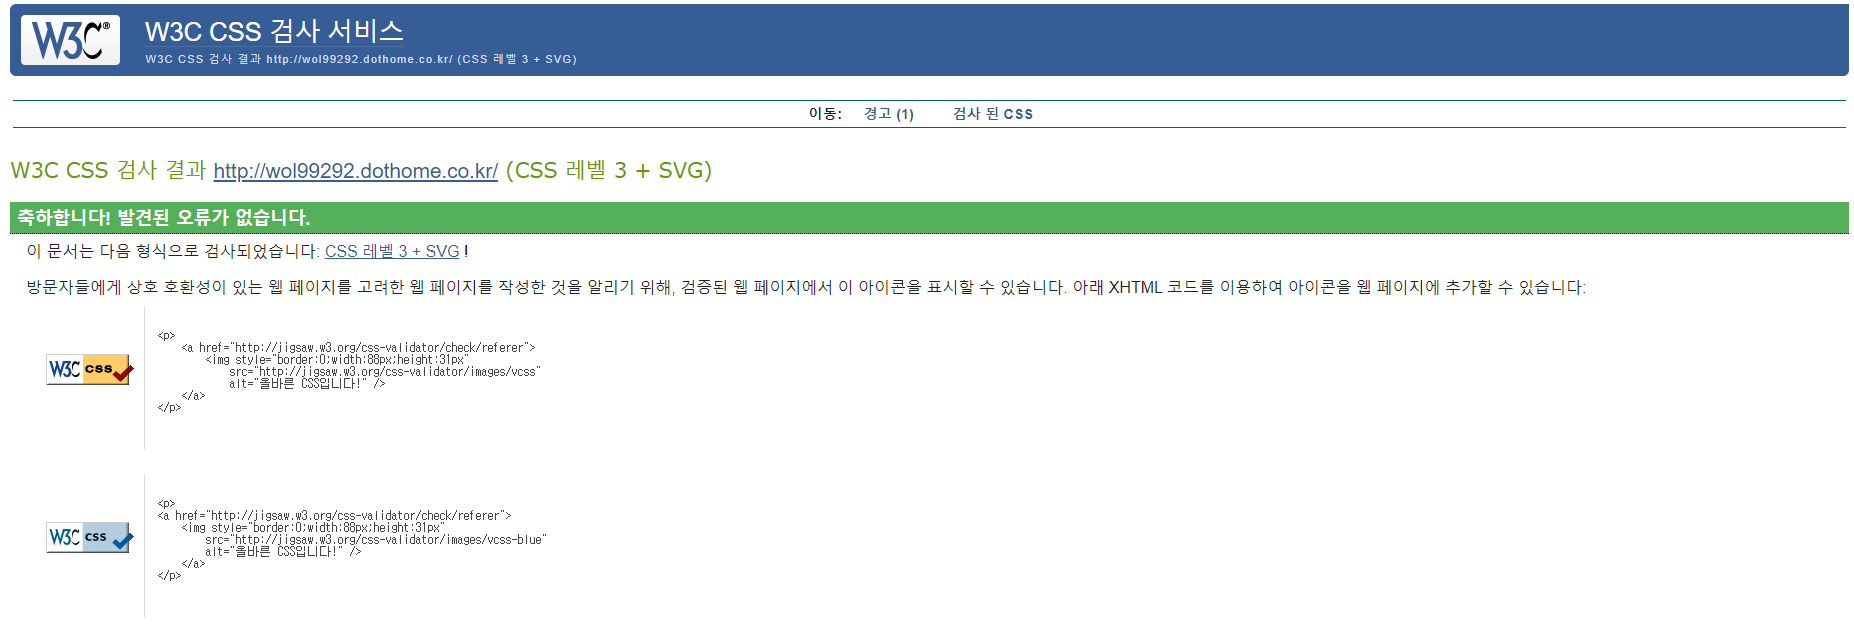 W3C®
W3C CSS 검사 서비스
W3C CSS 검사 결과 http://wol99292.dothome.co.kr/ (CSS 레벨 3 + SVG)
이동: 경고 (1) 검사 된 CSS
W3C CSS 검사 결과 http://wol99292.dothome.co.kr/ (CSS 레벨 3 + SVG)
축하합니다! 발견된 오류가 없습니다.
이 문서는 다음 형식으로 검사되었습니다: CSS 레벨 3 + SVG !
방문자들에게 상호 호환성이 있는 웹 페이지를 고려한 웹 페이지를 작성한 것을 알리기 위해, 검증된 웹 페이지에서 이 아이콘을 표시할 수 있습니다. 아래 XHTML 코드를 이용하여 아이콘을 웹 페이지에 추가할 수 있습니다:
W3C css
<p>
<a href="http://jigsaw.w3.org/css-validator/check/referer">
<img style="border:0;width:88px;height:31px"
src="http://jigsaw.w3.org/css-validator/images/vcss"
alt="올바른 CSS입니다!" />
</a>
</p>
W3C css
<p>
<a href="http://jigsaw.w3.org/css-validator/check/referer">
<img style="border:0;width:88px;height:31px"
src="http://jigsaw.w3.org/css-validator/images/vcss-blue"
alt="올바른 CSS입니다!" />
</a>
</p>